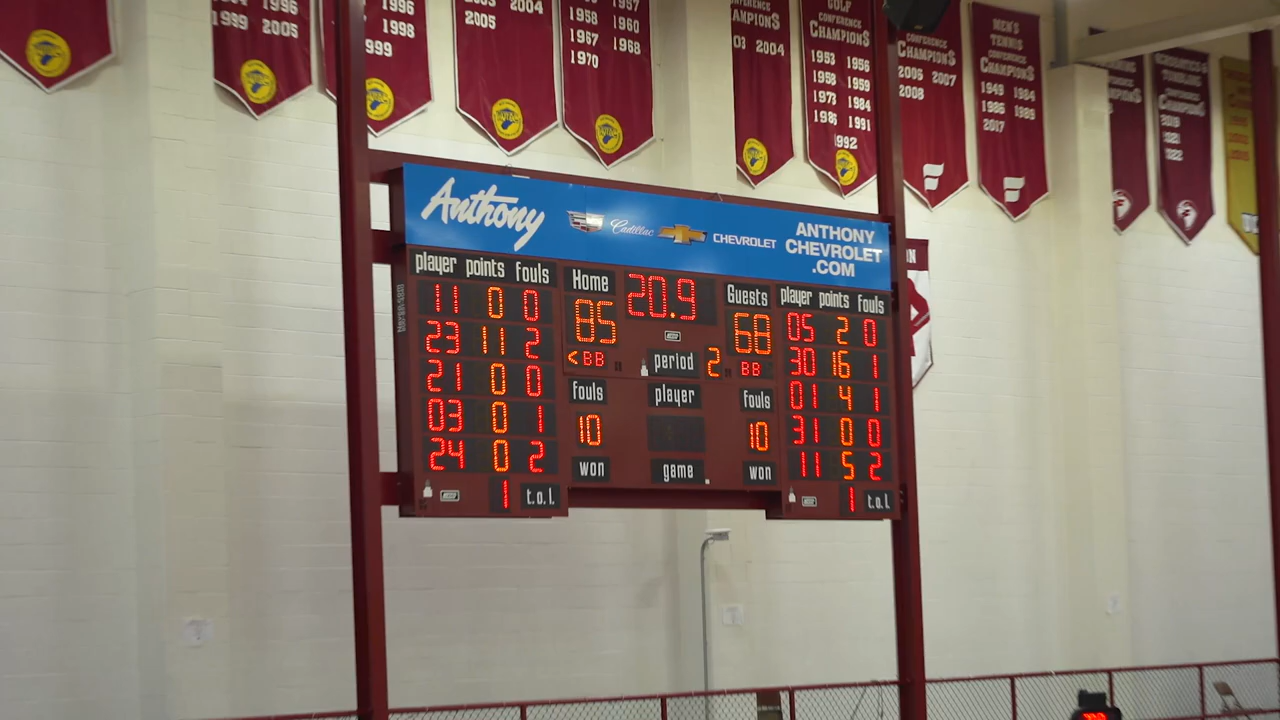 1996
1999 2005
1996
1998
1999
2004
2005
1957
1958 1960
1967 1968
1970
CHAMPIONS
03 2004
GOLF
CONFERENCE
CHAMPIONS
1953 1956
1958 1959
1973 1984
1991
1992
CONFERENCE
CHAMPIONS
2006 2007
2008
MEN'S
TENNIS
CONFERENCE
CHAMPIONS
1949 1984
1986 1989
2017
Anthony
Cadillac
CHEVROLET
ANTHONY
CHEVROLET
.COM
player points fouls
11 0 0
23 11 2
21 0 0
03 0 1
24 0 2
1 t.o.l.
Home
85
< BB
fouls
10
won
20.9
period 2
player
game
Guests
68
BB
fouls
10
won
player points fouls
05 2 0
30 16 1
01 4 1
31 0 0
11 5 2
1 t.o.l.